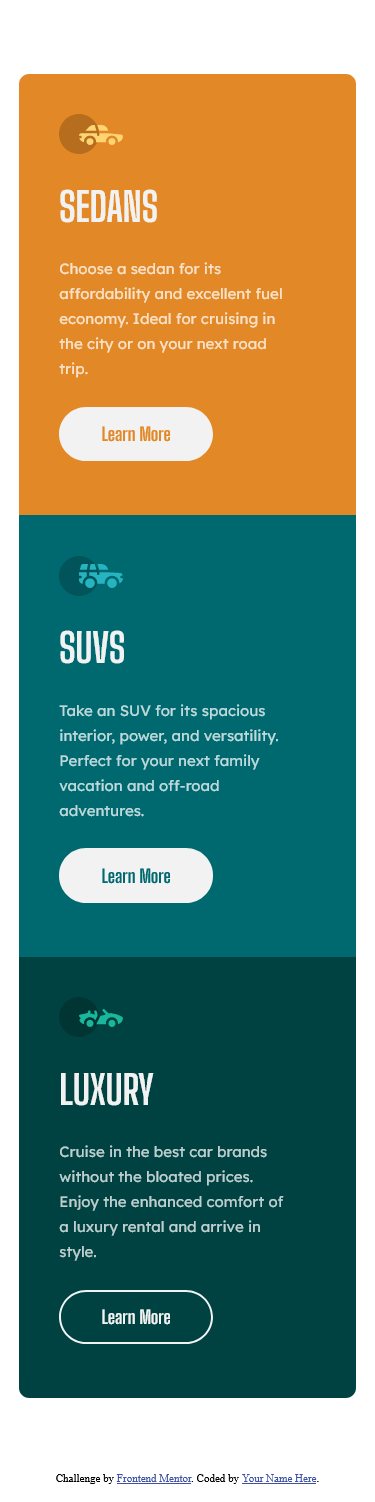 SEDANS
Choose a sedan for its
affordability and excellent fuel
economy. Ideal for cruising in
the city or on your next road
trip.
Learn More
SUVS
Take an SUV for its spacious
interior, power, and versatility.
Perfect for your next family
vacation and off-road
adventures.
Learn More
LUXURY
Cruise in the best car brands
without the bloated prices.
Enjoy the enhanced comfort of
a luxury rental and arrive in
style.
Learn More
Challenge by Frontend Mentor. Coded by Your Name Here.